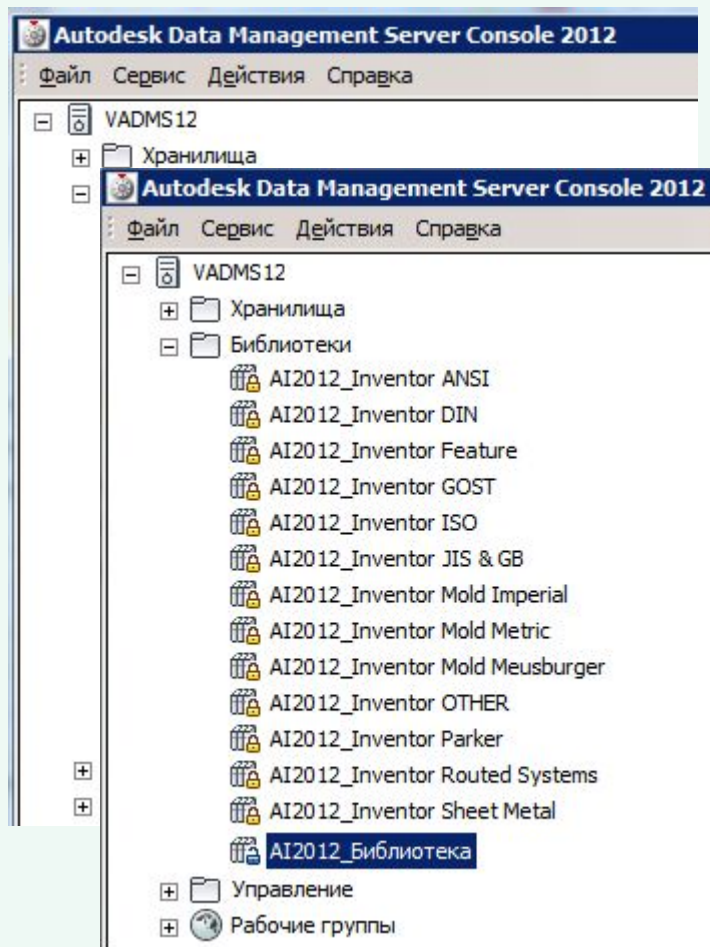 Autodesk Data Management Server Console 2012
Файл Сервис Действия Справка
VADMS12
Хранилища
Autodesk Data Management Server Console 2012
Файл Сервис Действия Справка
VADMS12
Хранилища
Библиотеки
AI2012_Inventor ANSI
AI2012_Inventor DIN
AI2012_Inventor Feature
AI2012_Inventor GOST
AI2012_Inventor ISO
AI2012_Inventor JIS & GB
AI2012_Inventor Mold Imperial
AI2012_Inventor Mold Metric
AI2012_Inventor Mold Meusburger
AI2012_Inventor OTHER
AI2012_Inventor Parker
AI2012_Inventor Routed Systems
AI2012_Inventor Sheet Metal
AI2012_Библиотека
Управление
Рабочие группы